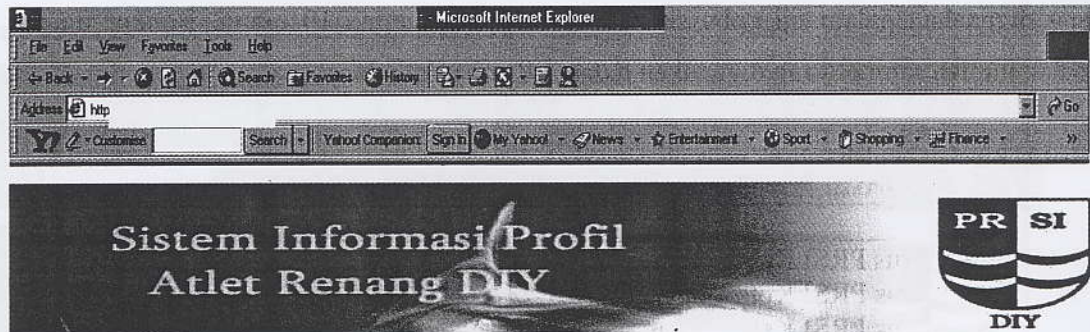 - Microsoft Internet Explorer
File Edit View Favorites Tools Help
Back Search Favorites History
Address http Go
Y! Customise Search Yahoo! Companion: Sign in My Yahoo! News Entertainment Sport Shopping Finance »
Sistem Informasi Profil
Atlet Renang DIY
PR SI
DIY